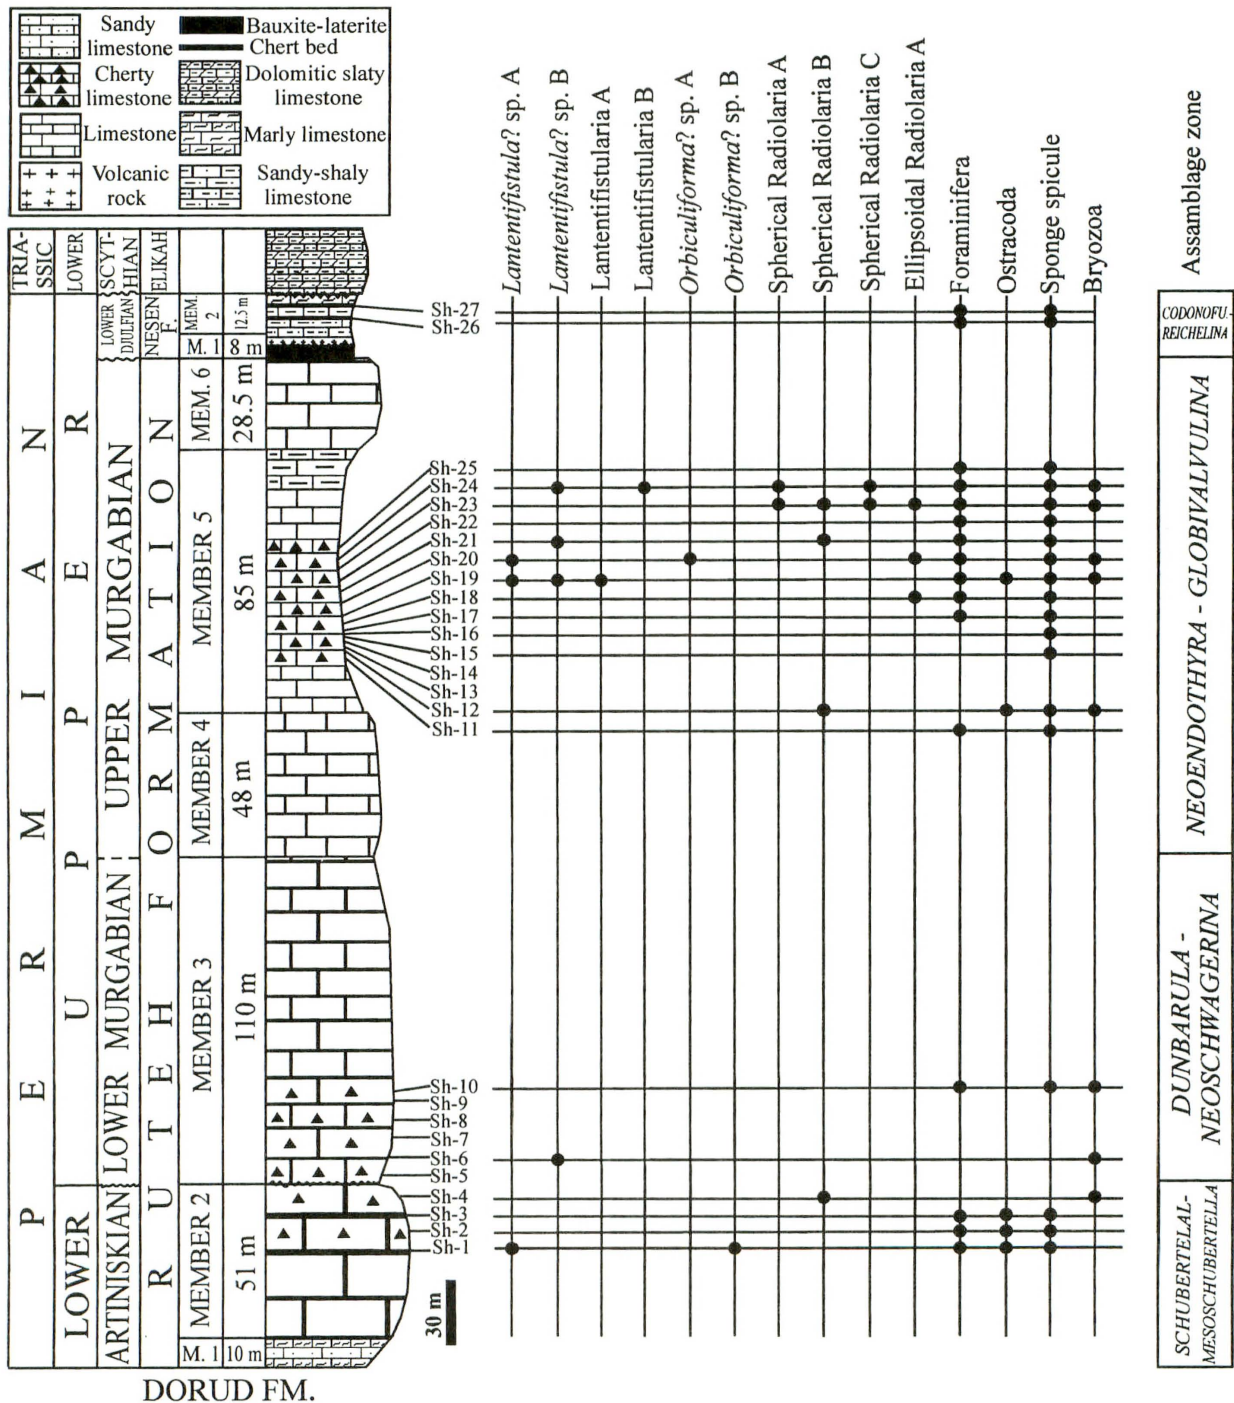 Sandy
limestone
Bauxite-laterite
Chert bed
Cherty
limestone
Dolomitic slaty
limestone
Limestone
Marly limestone
Volcanic
rock
Sandy-shaly
limestone
Lantentifistula? sp. A
Lantentifistula? sp. B
Lantentifistularia A
Lantentifistularia B
Orbiculiforma? sp. A
Orbiculiforma? sp. B
Spherical Radiolaria A
Spherical Radiolaria B
Spherical Radiolaria C
Ellipsoidal Radiolaria A
Foraminifera
Ostracoda
Sponge spicule
Bryozoa
Assamblage zone
TRIA-
SSIC
LOWER
SCYT-
HIAN
ELIKAH
PERMIAN
UPPER
LOWER
LOWER
DJULFIAN
UPPER MURGABIAN
LOWER MURGABIAN
ARTINISKIAN
NESEN
F.
RUTEH FORMATION
MEM.
2
12.5 m
M. 1
8 m
MEM. 6
28.5 m
MEMBER 5
85 m
MEMBER 4
48 m
MEMBER 3
110 m
MEMBER 2
51 m
M. 1
10 m
Sh-27
Sh-26
Sh-25
Sh-24
Sh-23
Sh-22
Sh-21
Sh-20
Sh-19
Sh-18
Sh-17
Sh-16
Sh-15
Sh-14
Sh-13
Sh-12
Sh-11
Sh-10
Sh-9
Sh-8
Sh-7
Sh-6
Sh-5
Sh-4
Sh-3
Sh-2
Sh-1
30 m
CODONOFU.-
REICHELINA
NEOENDOTHYRA - GLOBIVALVULINA
DUNBARULA -
NEOSCHWAGERINA
SCHUBERTELAL-
MESOSCHUBERTELLA
DORUD FM.